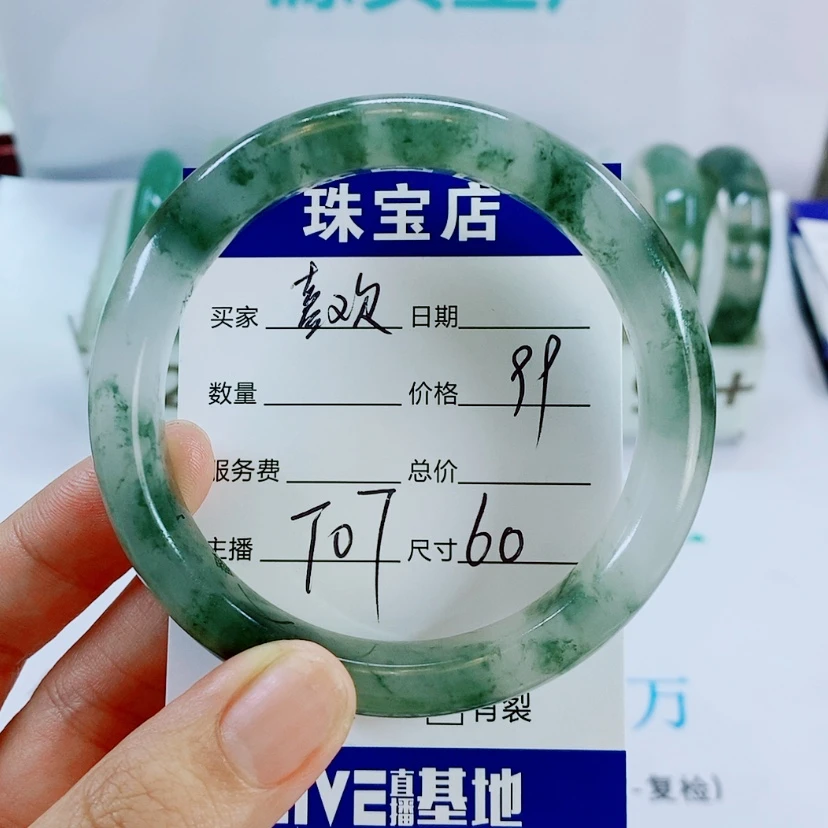 珠宝店
买家 喜欢 日期
数量 价格 99
服务费 总价
主播 T07 尺寸 60
有裂
万
LIVE直播基地
-复检)